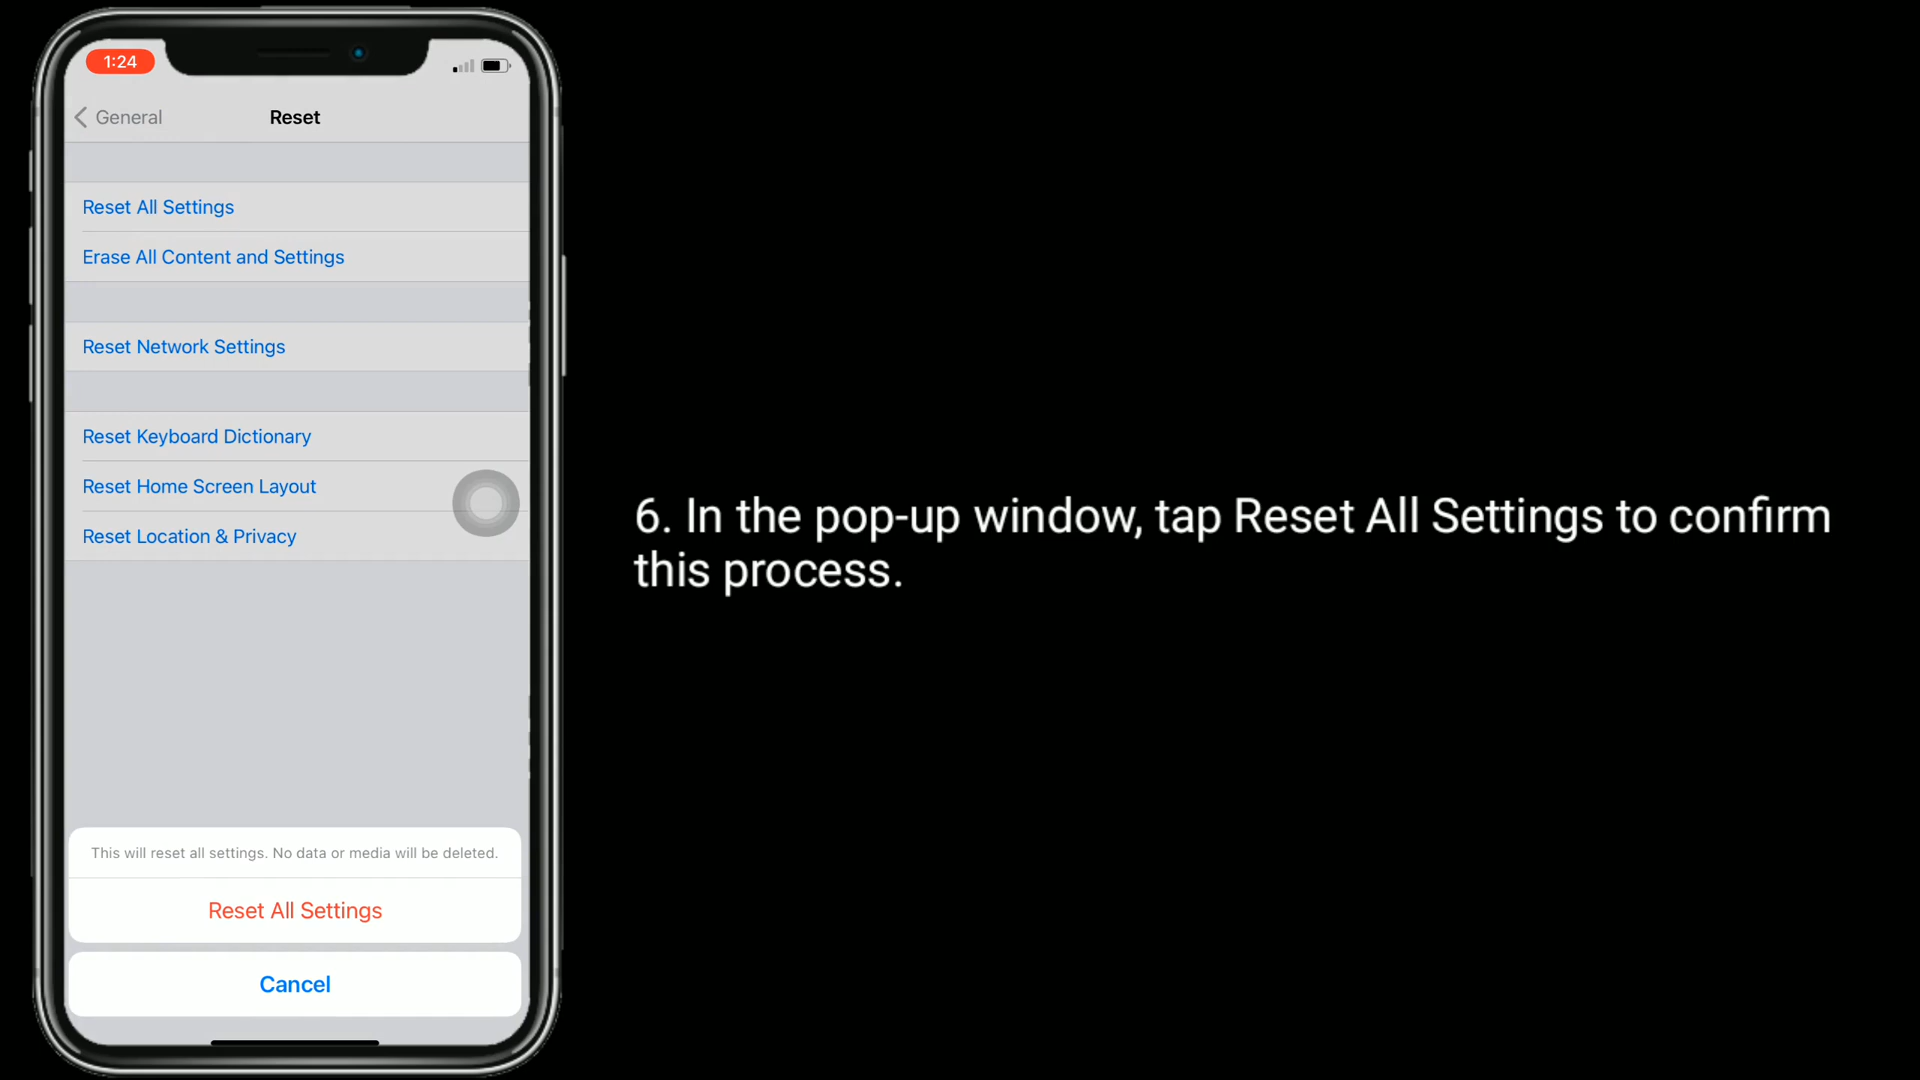 1:24
General
Reset
Reset All Settings
Erase All Content and Settings
Reset Network Settings
Reset Keyboard Dictionary
Reset Home Screen Layout
Reset Location & Privacy
This will reset all settings. No data or media will be deleted.
Reset All Settings
Cancel
6. In the pop-up window, tap Reset All Settings to confirm
this process.